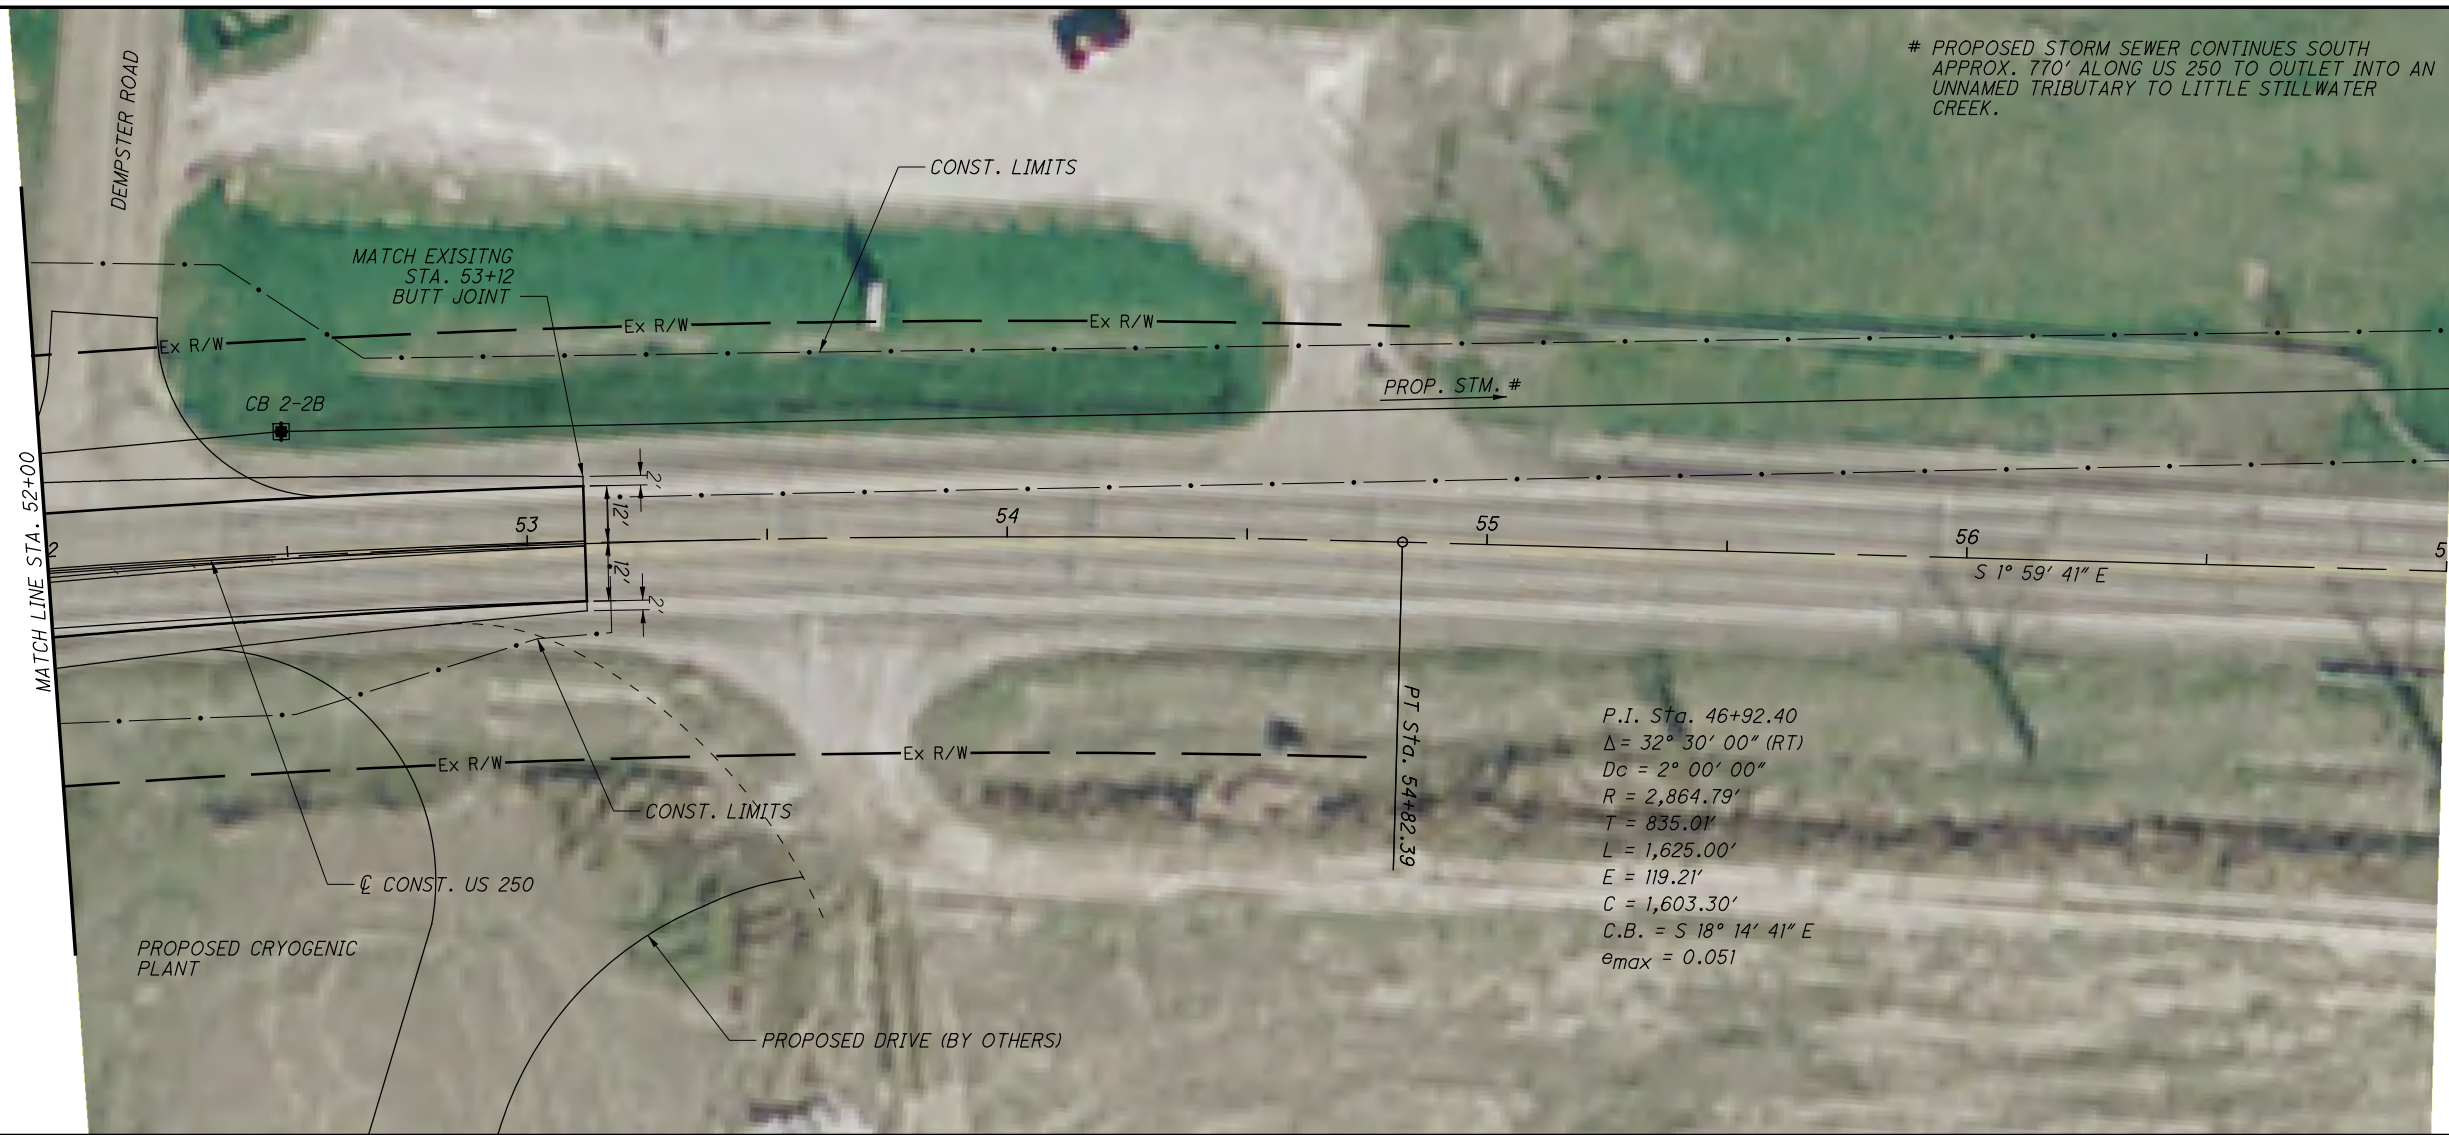 # PROPOSED STORM SEWER CONTINUES SOUTH
APPROX. 770' ALONG US 250 TO OUTLET INTO AN
UNNAMED TRIBUTARY TO LITTLE STILLWATER
CREEK.
DEMPSTER ROAD
CONST. LIMITS
MATCH EXISITNG
STA. 53+12
BUTT JOINT
Ex R/W
Ex R/W
Ex R/W
CB 2-2B
PROP. STM. #
MATCH LINE STA. 52+00
2'
12'
12'
2'
2
53
54
55
56
5
S 1° 59' 41" E
PT Sta. 54+82.39
Ex R/W
Ex R/W
CONST. LIMITS
℄ CONST. US 250
PROPOSED CRYOGENIC
PLANT
PROPOSED DRIVE (BY OTHERS)
P.I. Sta. 46+92.40
Δ = 32° 30' 00" (RT)
Dc = 2° 00' 00"
R = 2,864.79'
T = 835.01'
L = 1,625.00'
E = 119.21'
C = 1,603.30'
C.B. = S 18° 14' 41" E
emax = 0.051